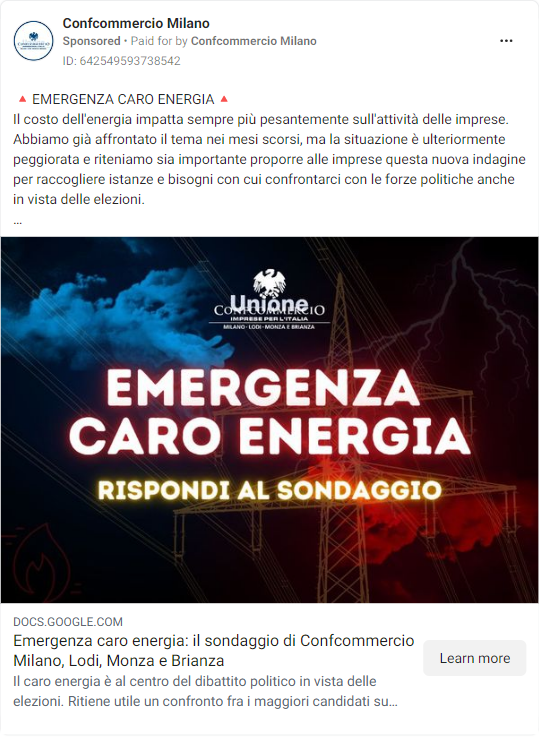 Confcommercio Milano
Sponsored • Paid for by Confcommercio Milano
ID: 642549593738542
🔺 EMERGENZA CARO ENERGIA 🔺
Il costo dell'energia impatta sempre più pesantemente sull'attività delle imprese.
Abbiamo già affrontato il tema nei mesi scorsi, ma la situazione è ulteriormente
peggiorata e riteniamo sia importante proporre alle imprese questa nuova indagine
per raccogliere istanze e bisogni con cui confrontarci con le forze politiche anche
in vista delle elezioni.
...
Unione
CONFCOMMERCIO
IMPRESE PER L'ITALIA
MILANO · LODI · MONZA E BRIANZA
EMERGENZA
CARO ENERGIA
RISPONDI AL SONDAGGIO
DOCS.GOOGLE.COM
Emergenza caro energia: il sondaggio di Confcommercio
Milano, Lodi, Monza e Brianza
Learn more
Il caro energia è al centro del dibattito politico in vista delle
elezioni. Ritiene utile un confronto fra i maggiori candidati su...